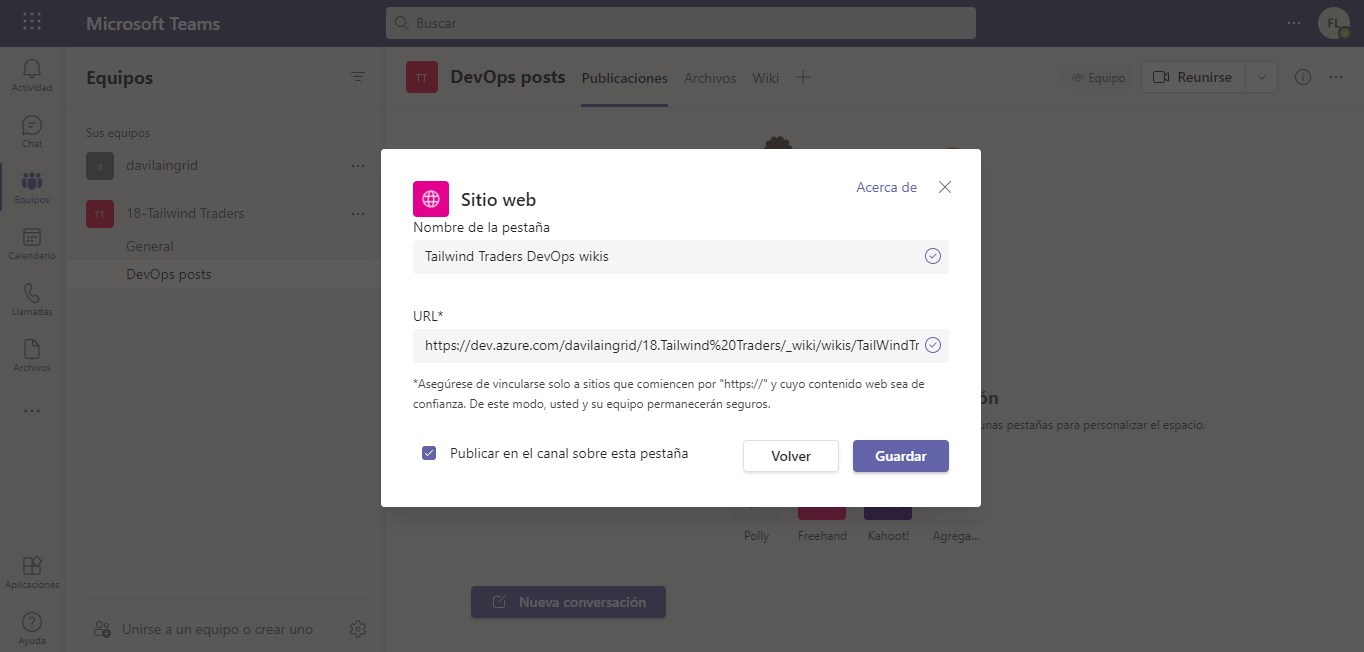 Microsoft Teams
Buscar
FL
Actividad
Chat
Equipos
Calendario
Llamadas
Archivos
Aplicaciones
Ayuda
Equipos
Sus equipos
d davilaingrid
TT 18-Tailwind Traders
General
DevOps posts
Unirse a un equipo o crear uno
TT DevOps posts Publicaciones Archivos Wiki
Equipo Reunirse
Sitio web
Acerca de
Nombre de la pestaña
Tailwind Traders DevOps wikis
URL*
https://dev.azure.com/davilaingrid/18.Tailwind%20Traders/_wiki/wikis/TailWindTr
*Asegúrese de vincularse solo a sitios que comiencen por "https://" y cuyo contenido web sea de
confianza. De este modo, usted y su equipo permanecerán seguros.
Publicar en el canal sobre esta pestaña
Volver Guardar
ón
unas pestañas para personalizar el espacio.
Polly Freehand Kahoot! Agrega...
Nueva conversación